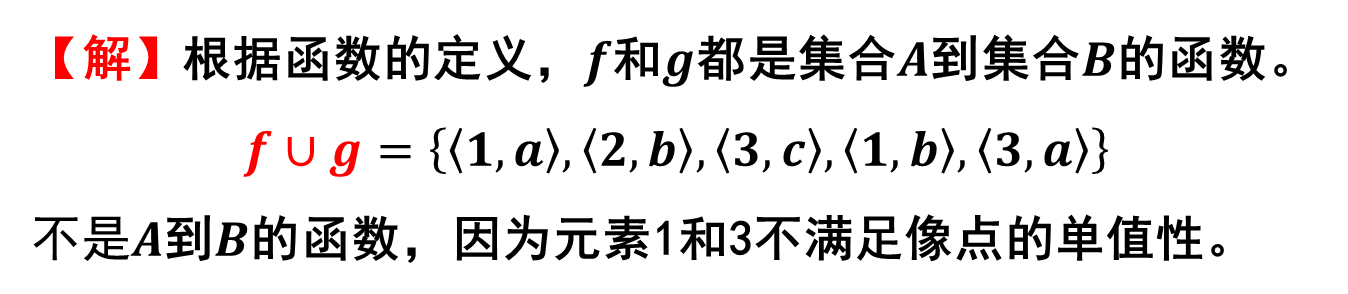 【解】根据函数的定义，f和g都是集合A到集合B的函数。
f ∪ g = {⟨1, a⟩, ⟨2, b⟩, ⟨3, c⟩, ⟨1, b⟩, ⟨3, a⟩}
不是A到B的函数，因为元素1和3不满足像点的单值性。